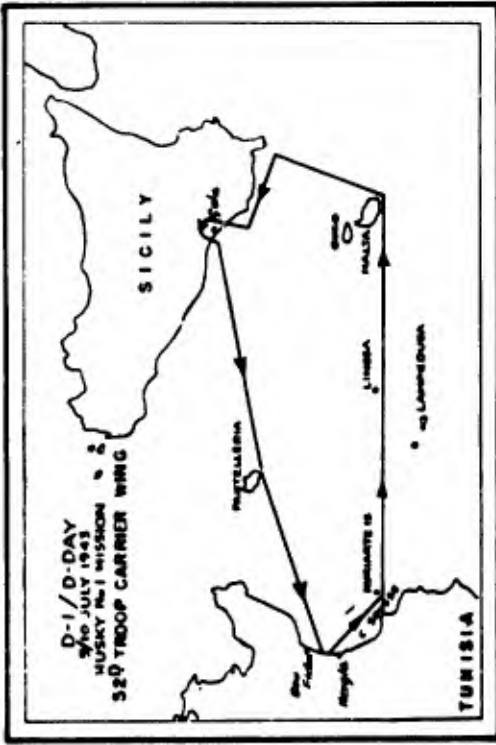 D-1/D-DAY
9/10 JULY 1943
HUSKY No. 1 MISSION
52D TROOP CARRIER WING
SICILY
Gela
PANTELLERIA
GOZO
MALTA
LINOSA
LAMPEDUSA
KURIATE IS
TUNISIA